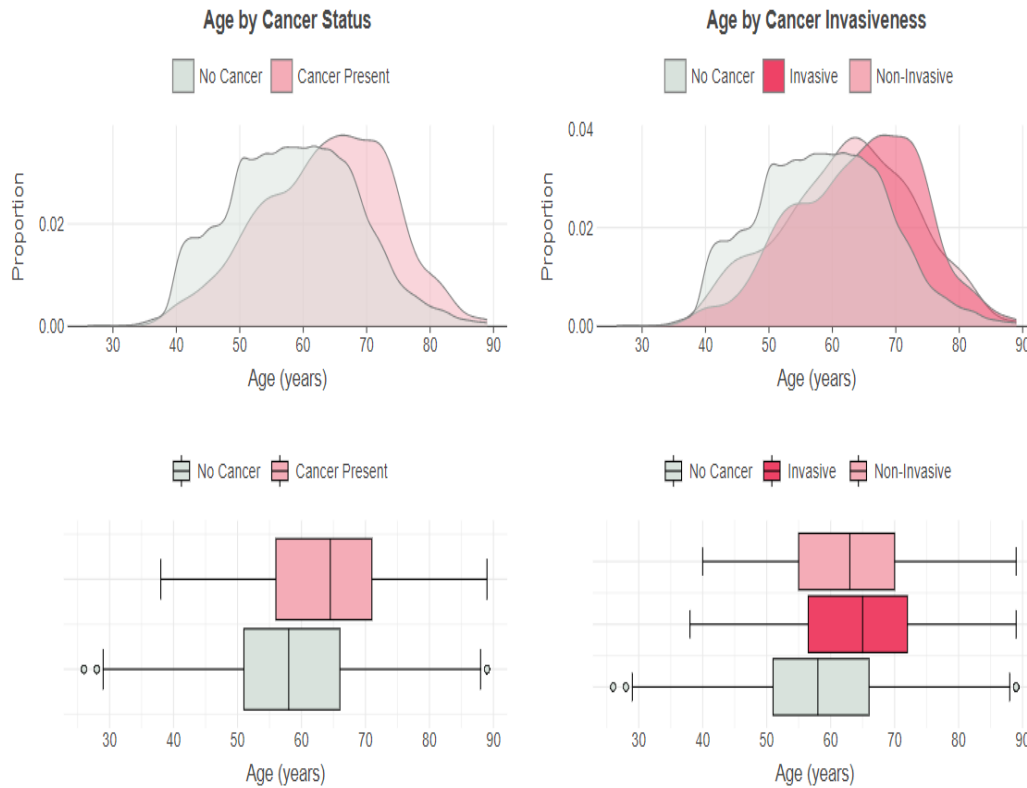 Age by Cancer Status
No Cancer Cancer Present
Proportion
0.02
0.00
30 40 50 60 70 80 90
Age (years)
Age by Cancer Invasiveness
No Cancer Invasive Non-Invasive
Proportion
0.04
0.02
0.00
30 40 50 60 70 80 90
Age (years)
No Cancer Cancer Present
30 40 50 60 70 80 90
Age (years)
No Cancer Invasive Non-Invasive
30 40 50 60 70 80 90
Age (years)